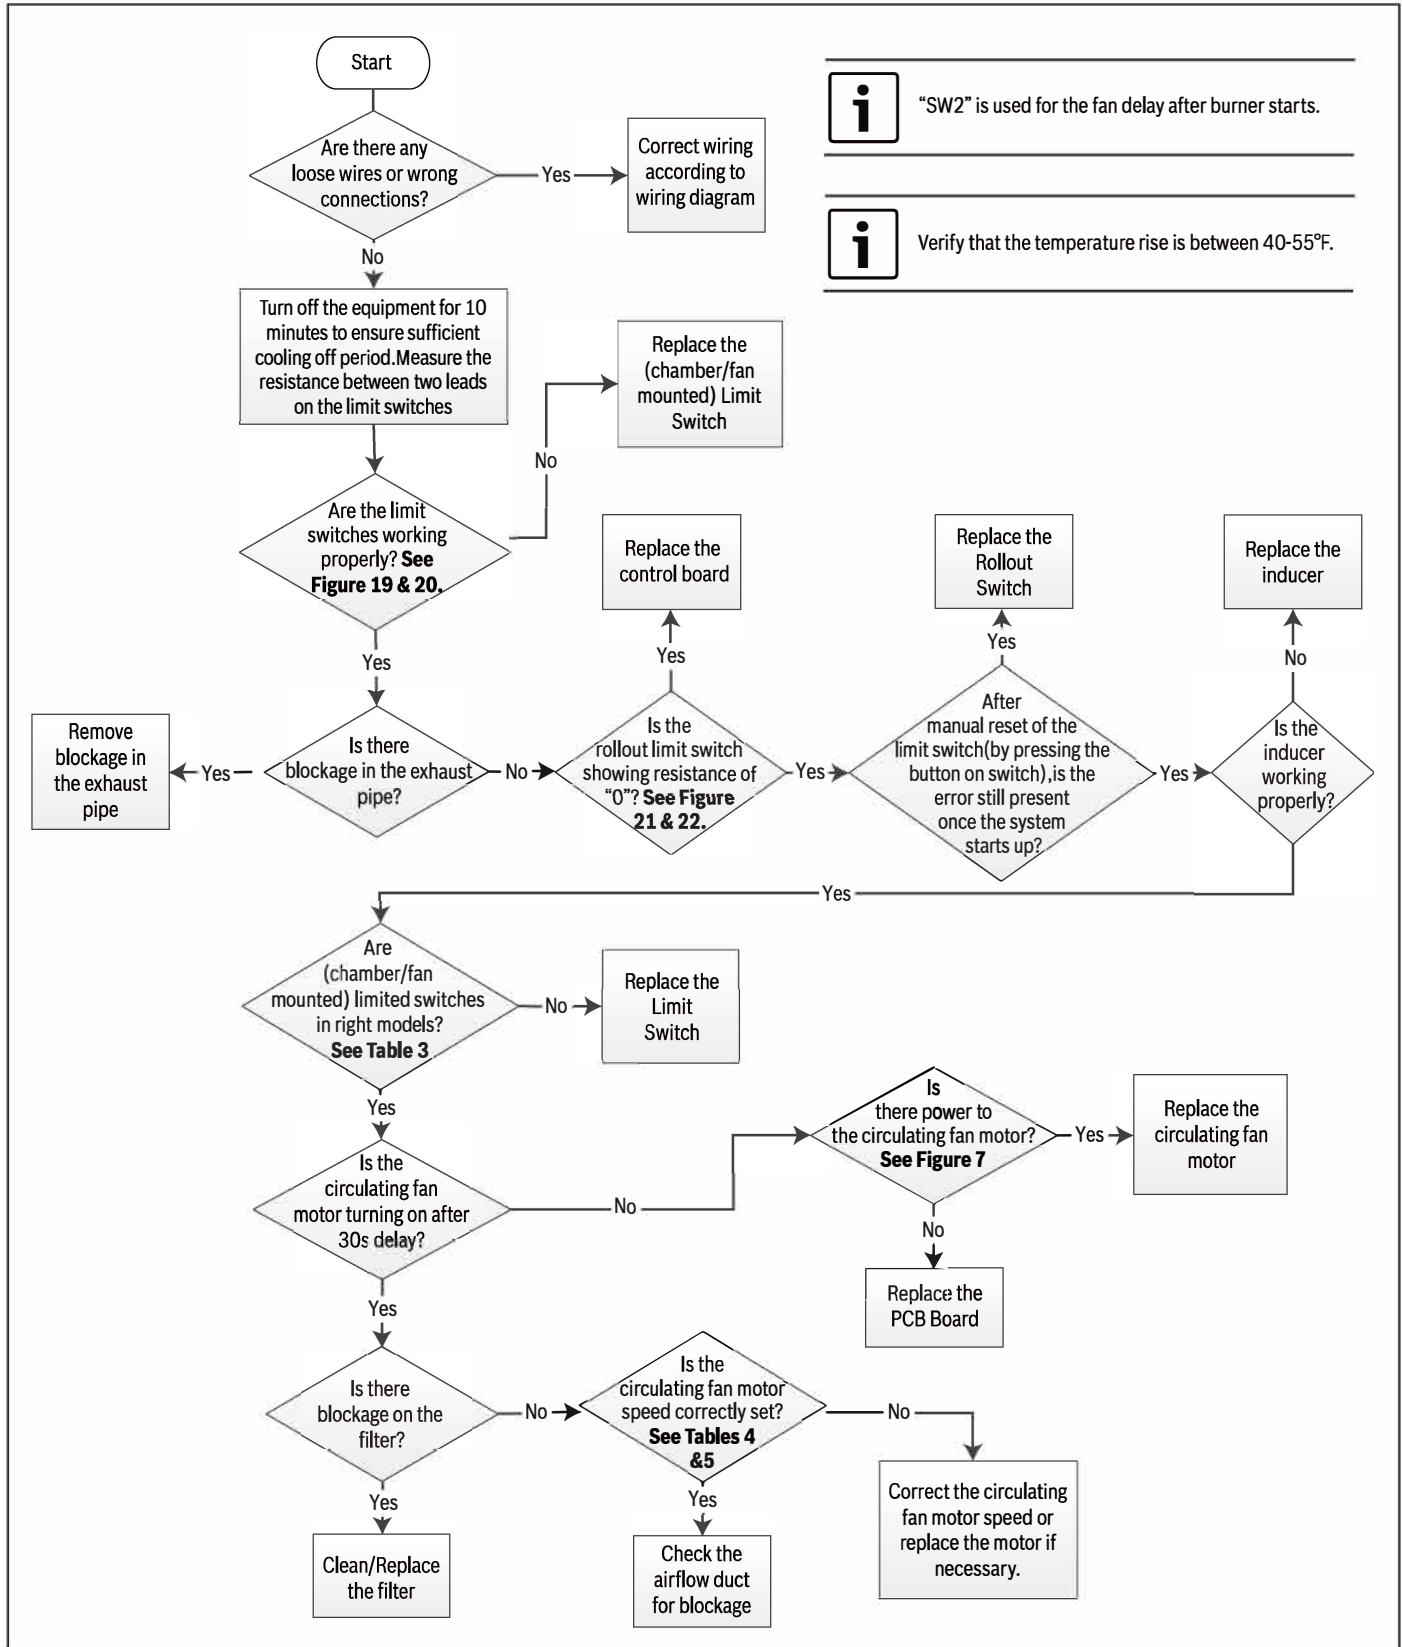 Start
"SW2" is used for the fan delay after burner starts.
Are there any
loose wires or wrong
connections?
Yes
Correct wiring
according to
wiring diagram
Verify that the temperature rise is between 40-55°F.
No
Turn off the equipment for 10
minutes to ensure sufficient
cooling off period.Measure the
resistance between two leads
on the limit switches
Replace the
(chamber/fan
mounted) Limit
Switch
No
Are the limit
switches working
properly? See
Figure 19 & 20.
Replace the
control board
Replace the
Rollout
Switch
Replace the
inducer
Yes
Yes
Yes
No
Remove
blockage in
the exhaust
pipe
Yes
Is there
blockage in the exhaust
pipe?
No
Is the
rollout limit switch
showing resistance of
"0"? See Figure
21 & 22.
Yes
After
manual reset of the
limit switch(by pressing the
button on switch),is the
error still present
once the system
starts up?
Yes
Is the
inducer
working
properly?
Yes
Are
(chamber/fan
mounted) limited switches
in right models?
See Table 3
No
Replace the
Limit
Switch
Yes
Is
there power to
the circulating fan motor?
See Figure 7
Yes
Replace the
circulating fan
motor
Is the
circulating fan
motor turning on after
30s delay?
No
No
Replace the
PCB Board
Yes
Is there
blockage on the
filter?
No
Is the
circulating fan motor
speed correctly set?
See Tables 4
&5
No
Yes
Yes
Correct the circulating
fan motor speed or
replace the motor if
necessary.
Clean/Replace
the filter
Check the
airflow duct
for blockage